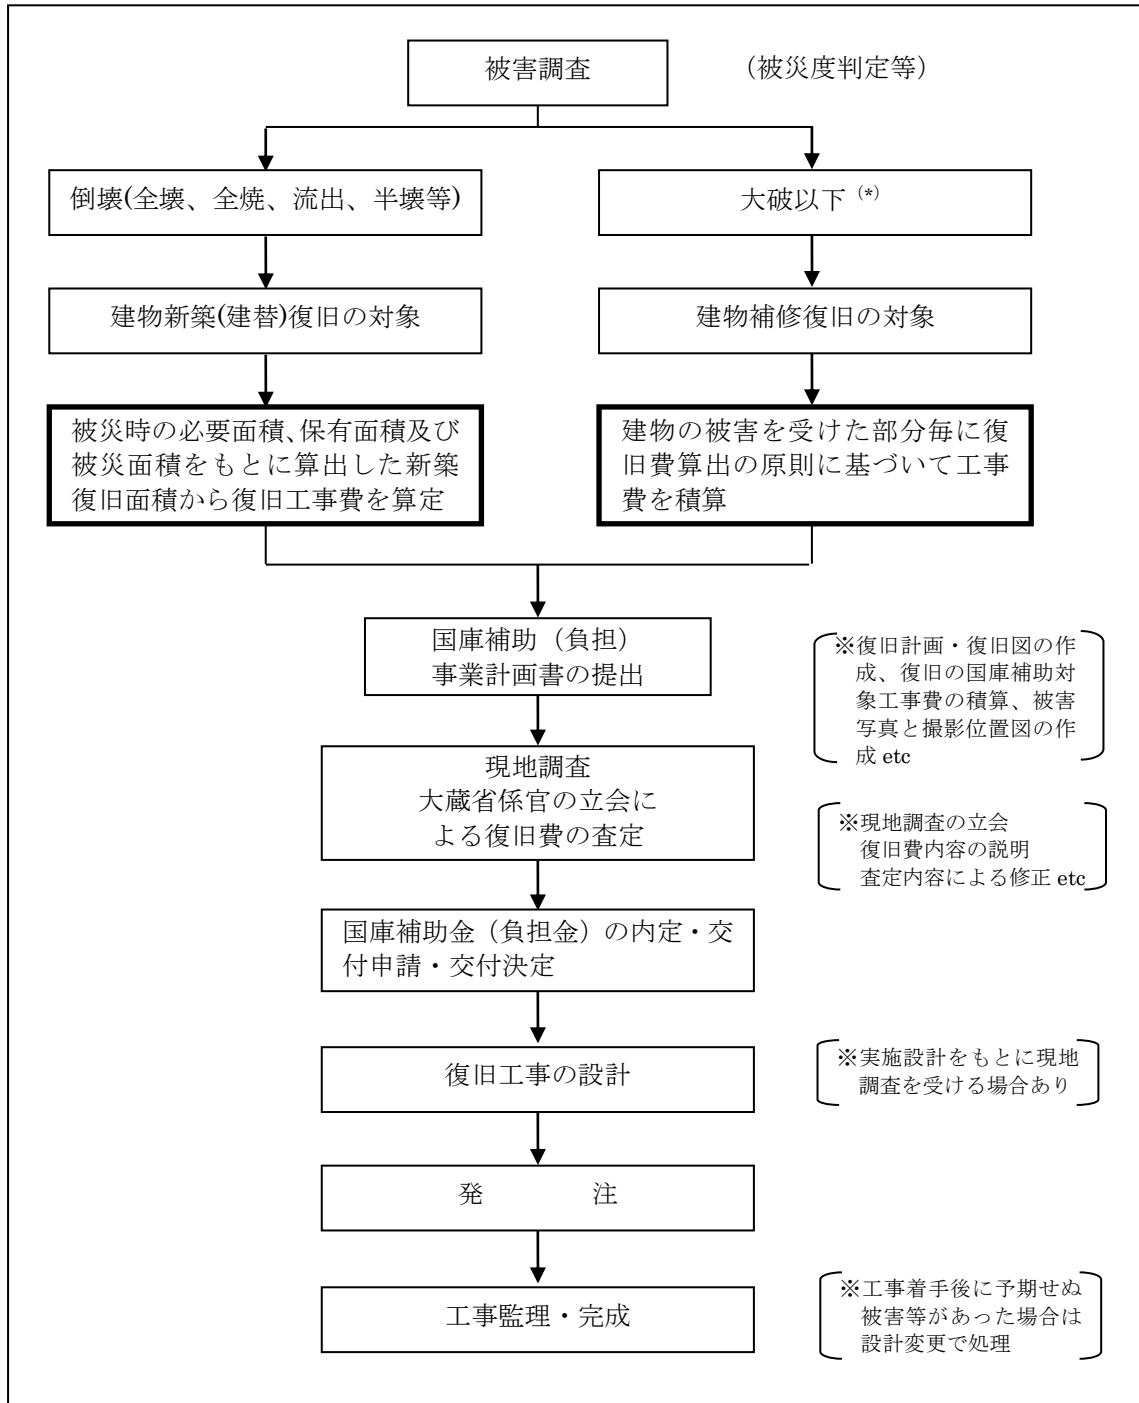 被害調査
（被災度判定等）
倒壊(全壊、全焼、流出、半壊等)
大破以下 (*)
建物新築(建替)復旧の対象
建物補修復旧の対象
被災時の必要面積、保有面積及び
被災面積をもとに算出した新築
復旧面積から復旧工事費を算定
建物の被害を受けた部分毎に復
旧費算出の原則に基づいて工事
費を積算
国庫補助（負担）
事業計画書の提出
※復旧計画・復旧図の作
成、復旧の国庫補助対
象工事費の積算、被害
写真と撮影位置図の作
成 etc
現地調査
大蔵省係官の立会に
よる復旧費の査定
※現地調査の立会
復旧費内容の説明
査定内容による修正 etc
国庫補助金（負担金）の内定・交
付申請・交付決定
復旧工事の設計
※実施設計をもとに現地
調査を受ける場合あり
発　　　　注
工事監理・完成
※工事着手後に予期せぬ
被害等があった場合は
設計変更で処理